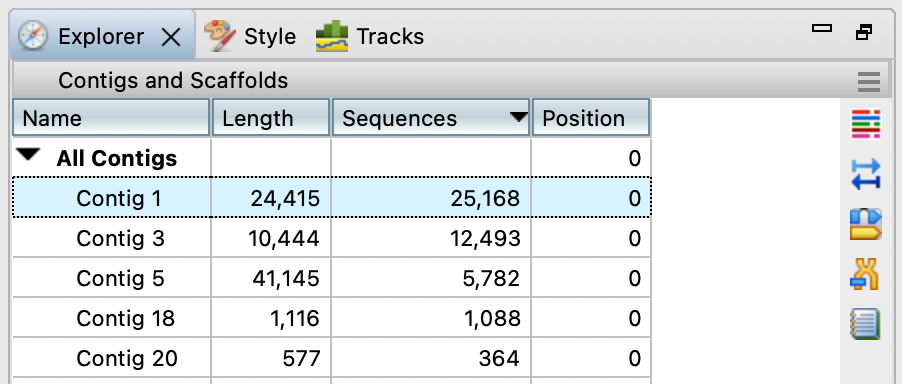 Explorer Style Tracks
Contigs and Scaffolds
Name Length Sequences Position
All Contigs 0
Contig 1 24,415 25,168 0
Contig 3 10,444 12,493 0
Contig 5 41,145 5,782 0
Contig 18 1,116 1,088 0
Contig 20 577 364 0